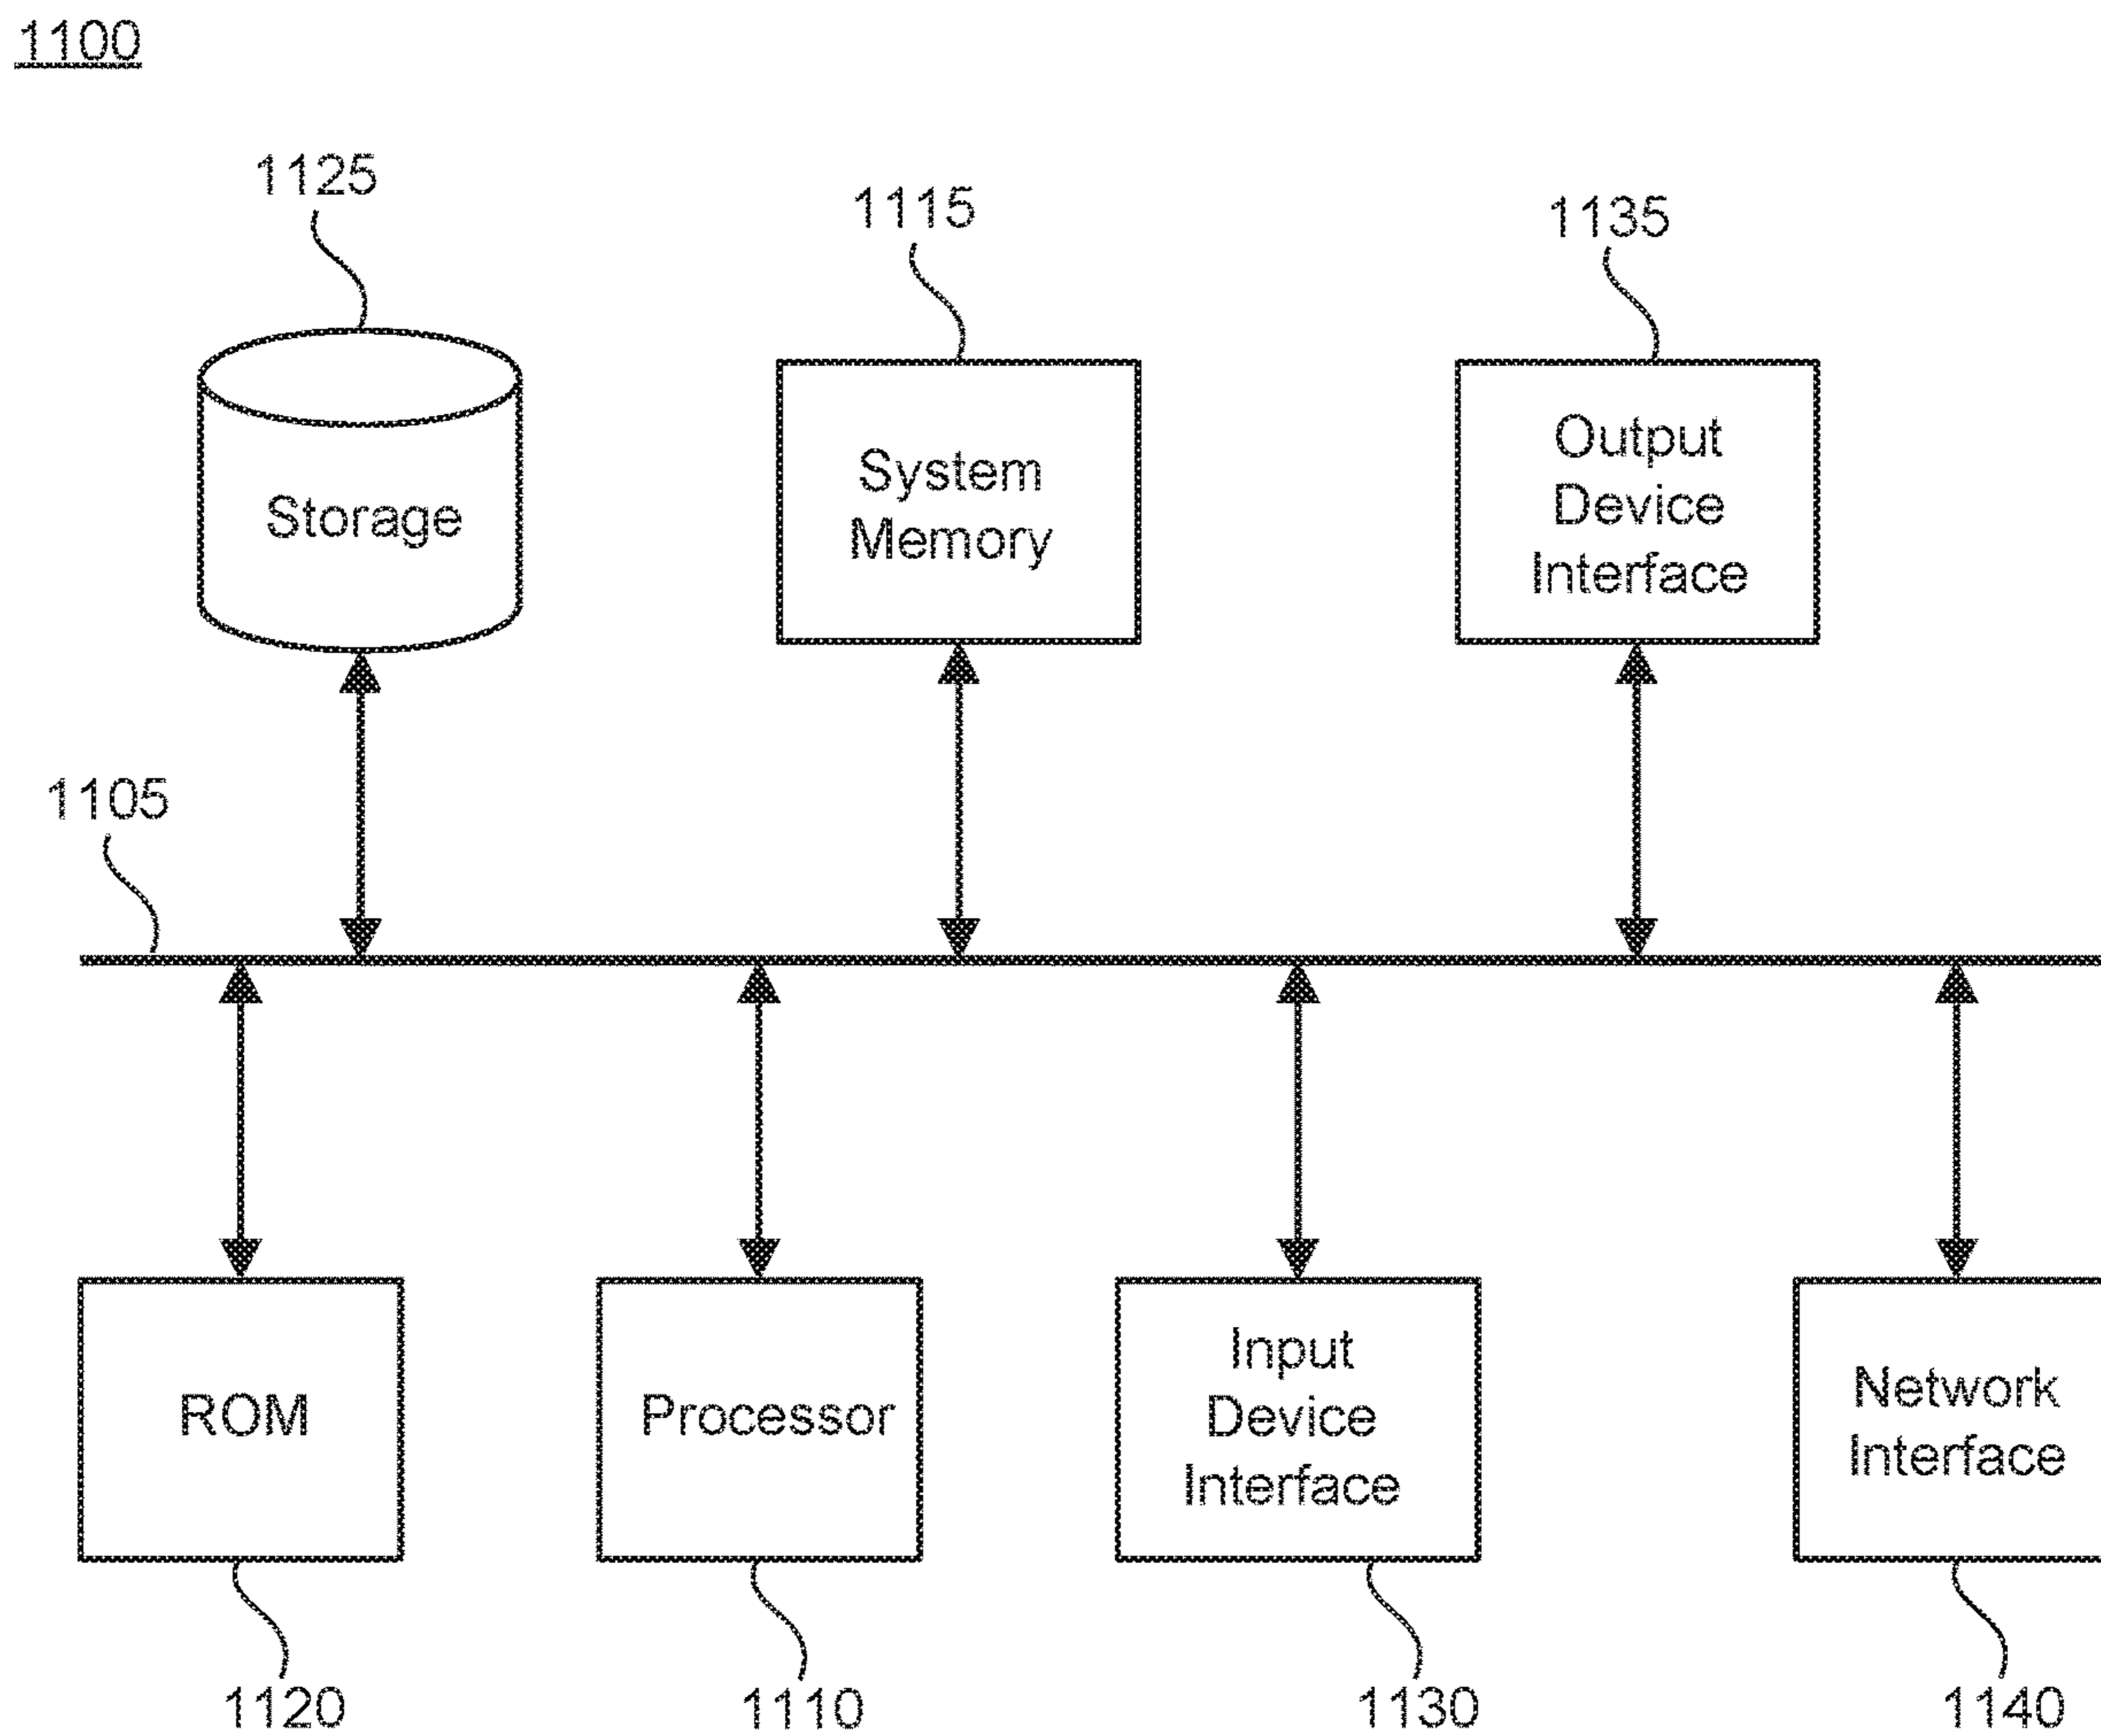 1100
1125
1115
1135
Storage
System
Memory
Output
Device
Interface
1105
ROM
Processor
Input
Device
Interface
Network
Interface
1120
1110
1130
1140